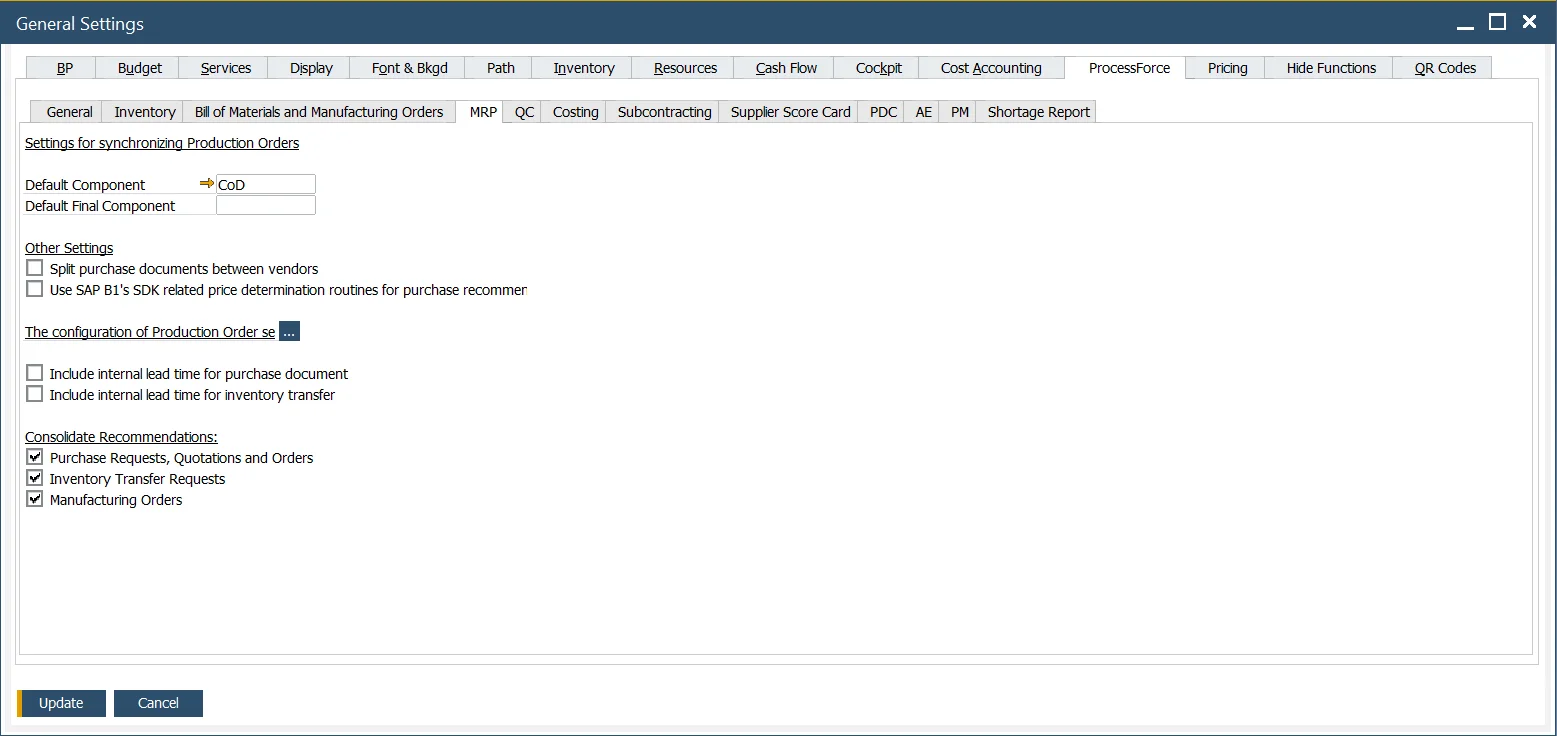 General Settings
BP Budget Services Display Font & Bkgd Path Inventory Resources Cash Flow Cockpit Cost Accounting ProcessForce Pricing Hide Functions QR Codes
General Inventory Bill of Materials and Manufacturing Orders MRP QC Costing Subcontracting Supplier Score Card PDC AE PM Shortage Report
Settings for synchronizing Production Orders
Default Component CoD
Default Final Component
Other Settings
Split purchase documents between vendors
Use SAP B1's SDK related price determination routines for purchase recommen
The configuration of Production Order se ...
Include internal lead time for purchase document
Include internal lead time for inventory transfer
Consolidate Recommendations:
Purchase Requests, Quotations and Orders
Inventory Transfer Requests
Manufacturing Orders
Update Cancel